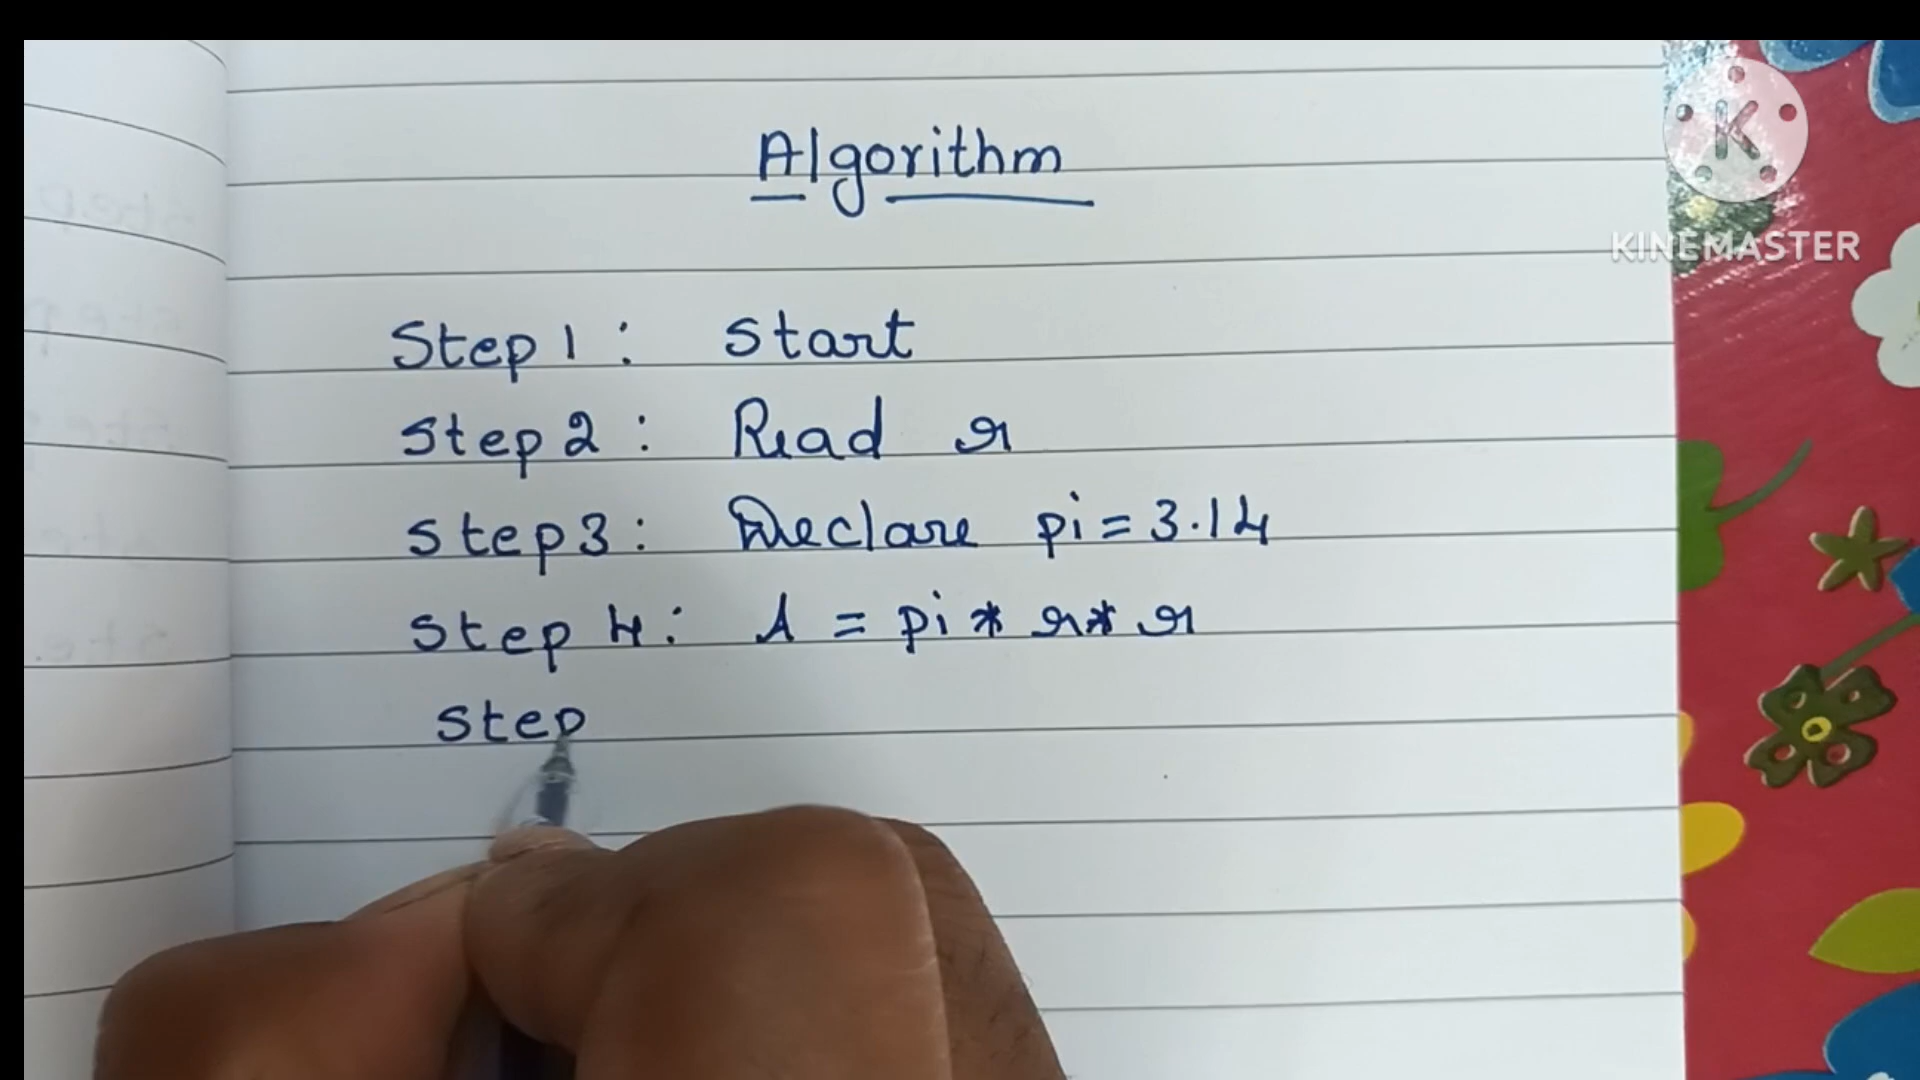 Algorithm
K
KINEMASTER
Step 1 : Start
Step 2 : Read r
Step 3 : Declare pi = 3.14
Step 4 : A = pi * r * r
Step